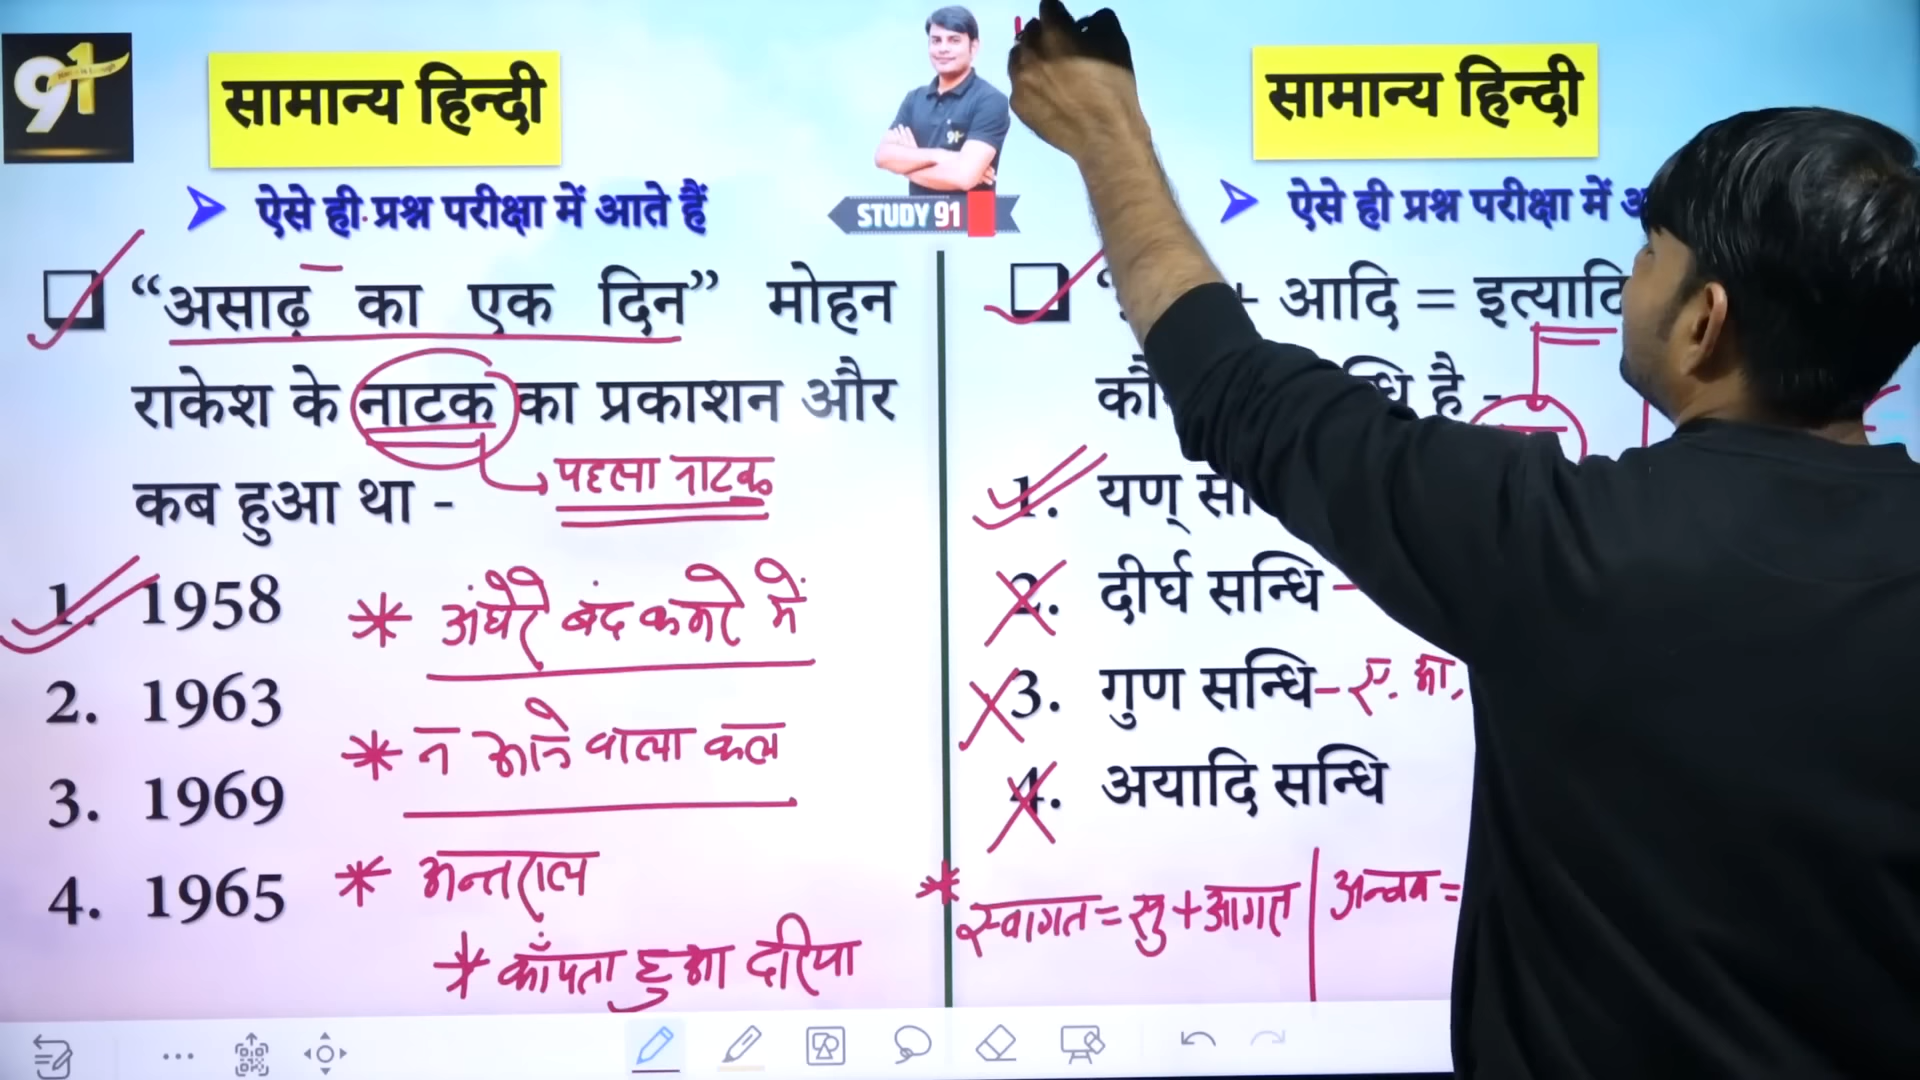 91
सामान्य हिन्दी
ऐसे ही प्रश्न परीक्षा में आते हैं
“असाढ़ का एक दिन” मोहन
राकेश के नाटक का प्रकाशन और
कब हुआ था -
पहला नाटक
1. 1958
2. 1963
3. 1969
4. 1965
* अंधेरे बंद कमरे में
* न आने वाला कल
* अन्तराल
* काँपता हुआ दरिया
STUDY 91
सामान्य हिन्दी
ऐसे ही प्रश्न परीक्षा में
+ आदि = इत्यादि
है -
1. यण्
2. दीर्घ सन्धि -
3. गुण सन्धि -
4. अयादि सन्धि
* स्वागत = सु + आगत